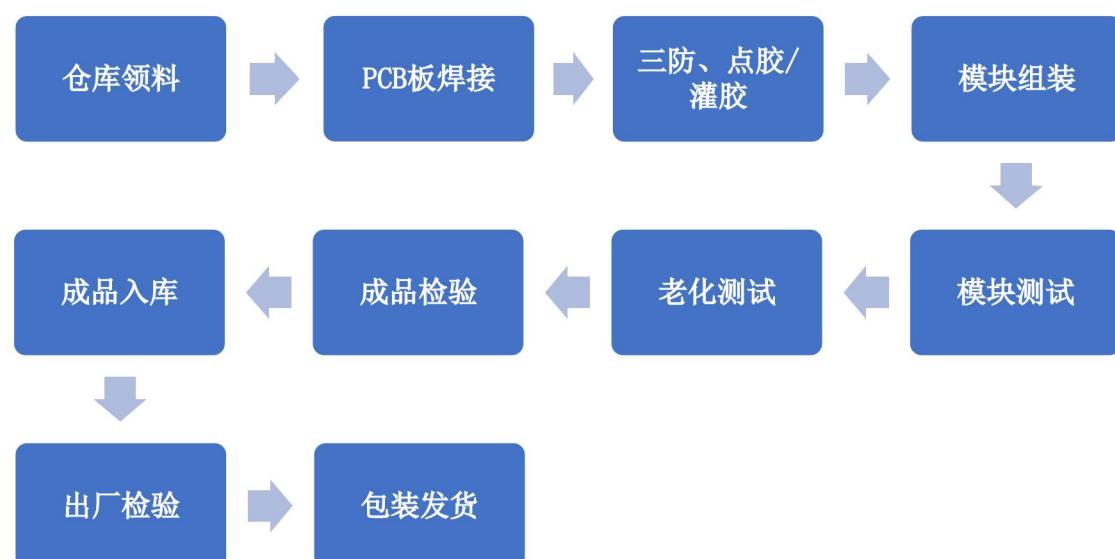 仓库领料
PCB板焊接
三防、点胶/
灌胶
模块组装
模块测试
老化测试
成品检验
成品入库
出厂检验
包装发货